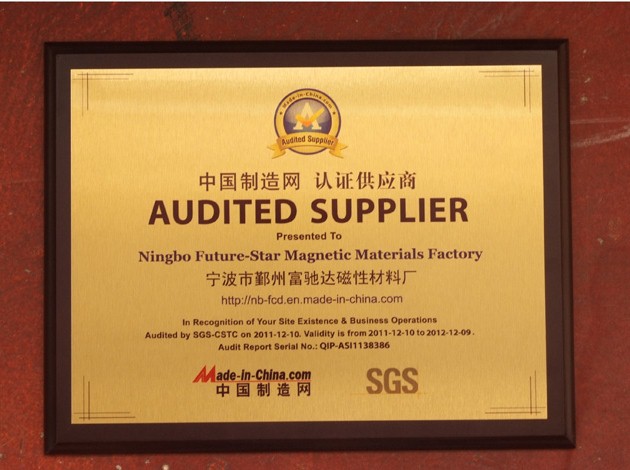 Made-in-China.com
Audited Supplier
中国制造网 认证供应商
AUDITED SUPPLIER
Presented To
Ningbo Future-Star Magnetic Materials Factory
宁波市鄞州富驰达磁性材料厂
http://nb-fcd.en.made-in-china.com
In Recognition of Your Site Existence & Business Operations
Audited by SGS-CSTC on 2011-12-10. Validity is from 2011-12-10 to 2012-12-09.
Audit Report Serial No.: QIP-ASI1138386
Made-in-China.com
中国制造网
SGS